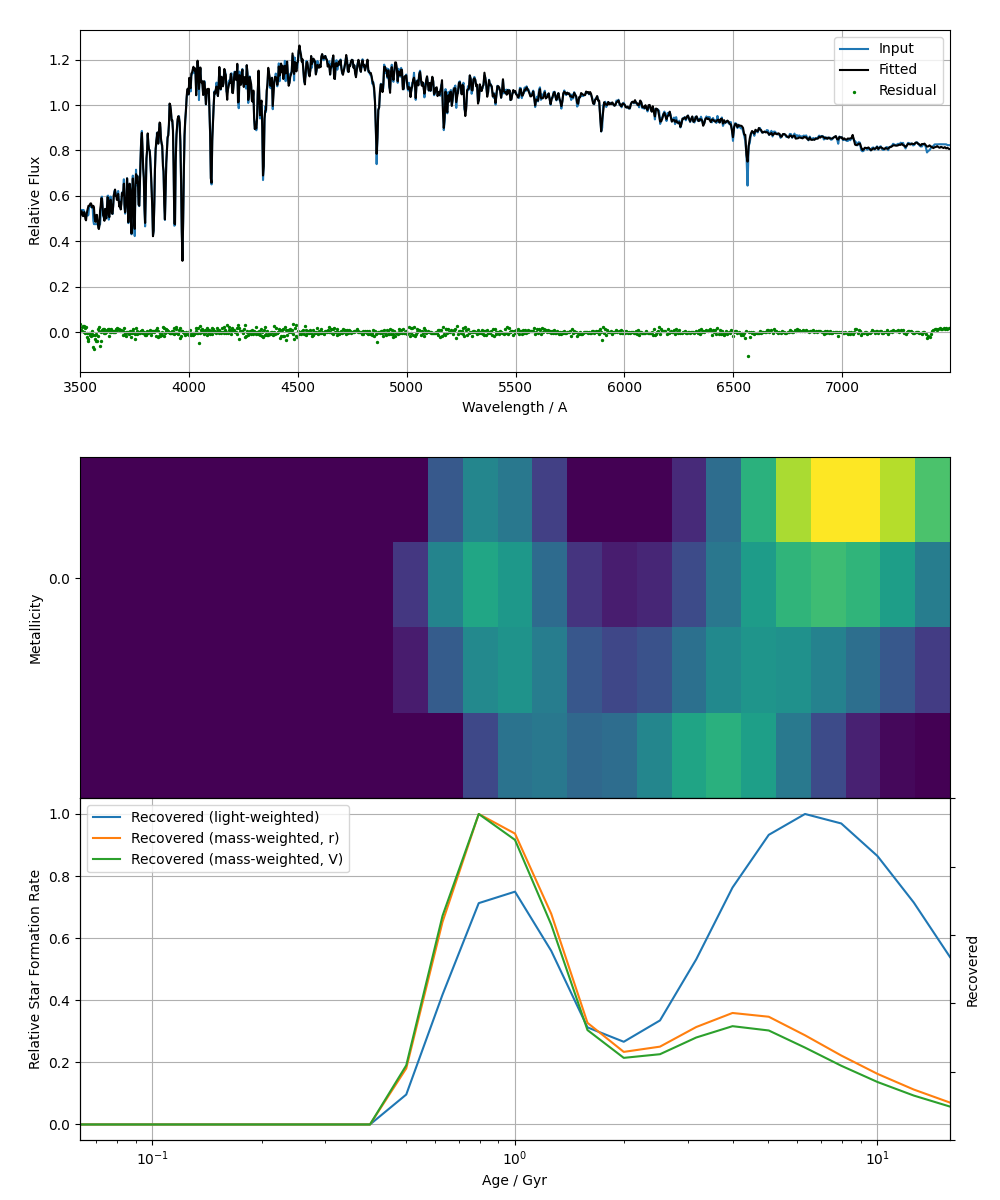 1.2
1.0
0.8
0.6
0.4
0.2
0.0
Relative Flux
Input
Fitted
Residual
3500 4000 4500 5000 5500 6000 6500 7000
Wavelength / A
0.0
Metallicity
1.0
0.8
0.6
0.4
0.2
0.0
Relative Star Formation Rate
Recovered (light-weighted)
Recovered (mass-weighted, r)
Recovered (mass-weighted, V)
Recovered
10⁻¹ 10⁰ 10¹
Age / Gyr